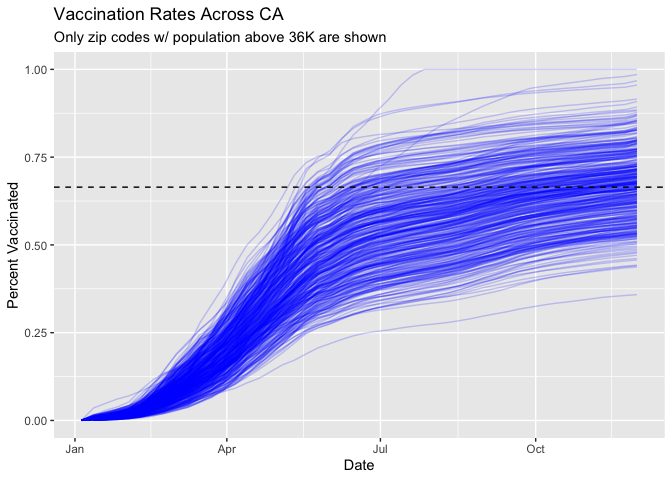 Vaccination Rates Across CA
Only zip codes w/ population above 36K are shown
Percent Vaccinated
1.00
0.75
0.50
0.25
0.00
Jan
Apr
Jul
Oct
Date